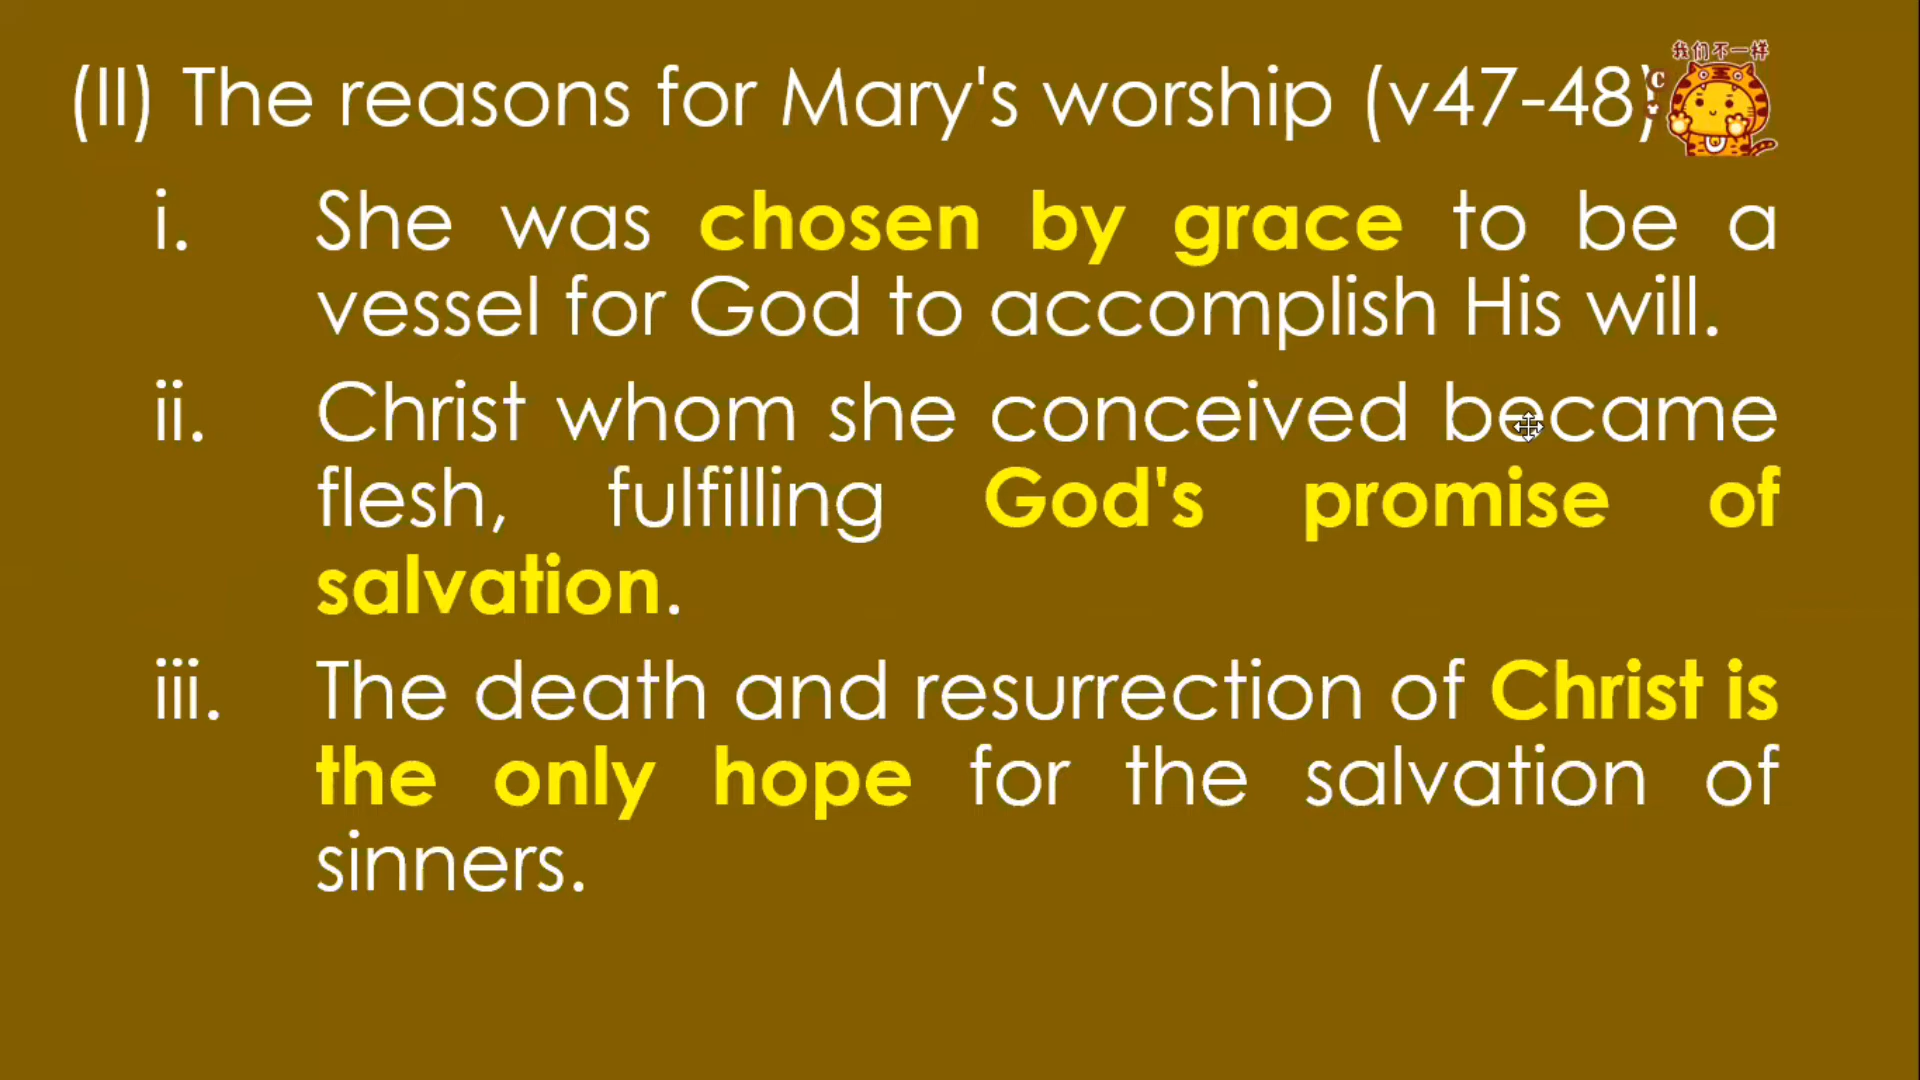 我们不一样
(II) The reasons for Mary's worship (v47-48)
i. She was chosen by grace to be a
vessel for God to accomplish His will.
ii. Christ whom she conceived became
flesh, fulfilling God's promise of
salvation.
iii. The death and resurrection of Christ is
the only hope for the salvation of
sinners.